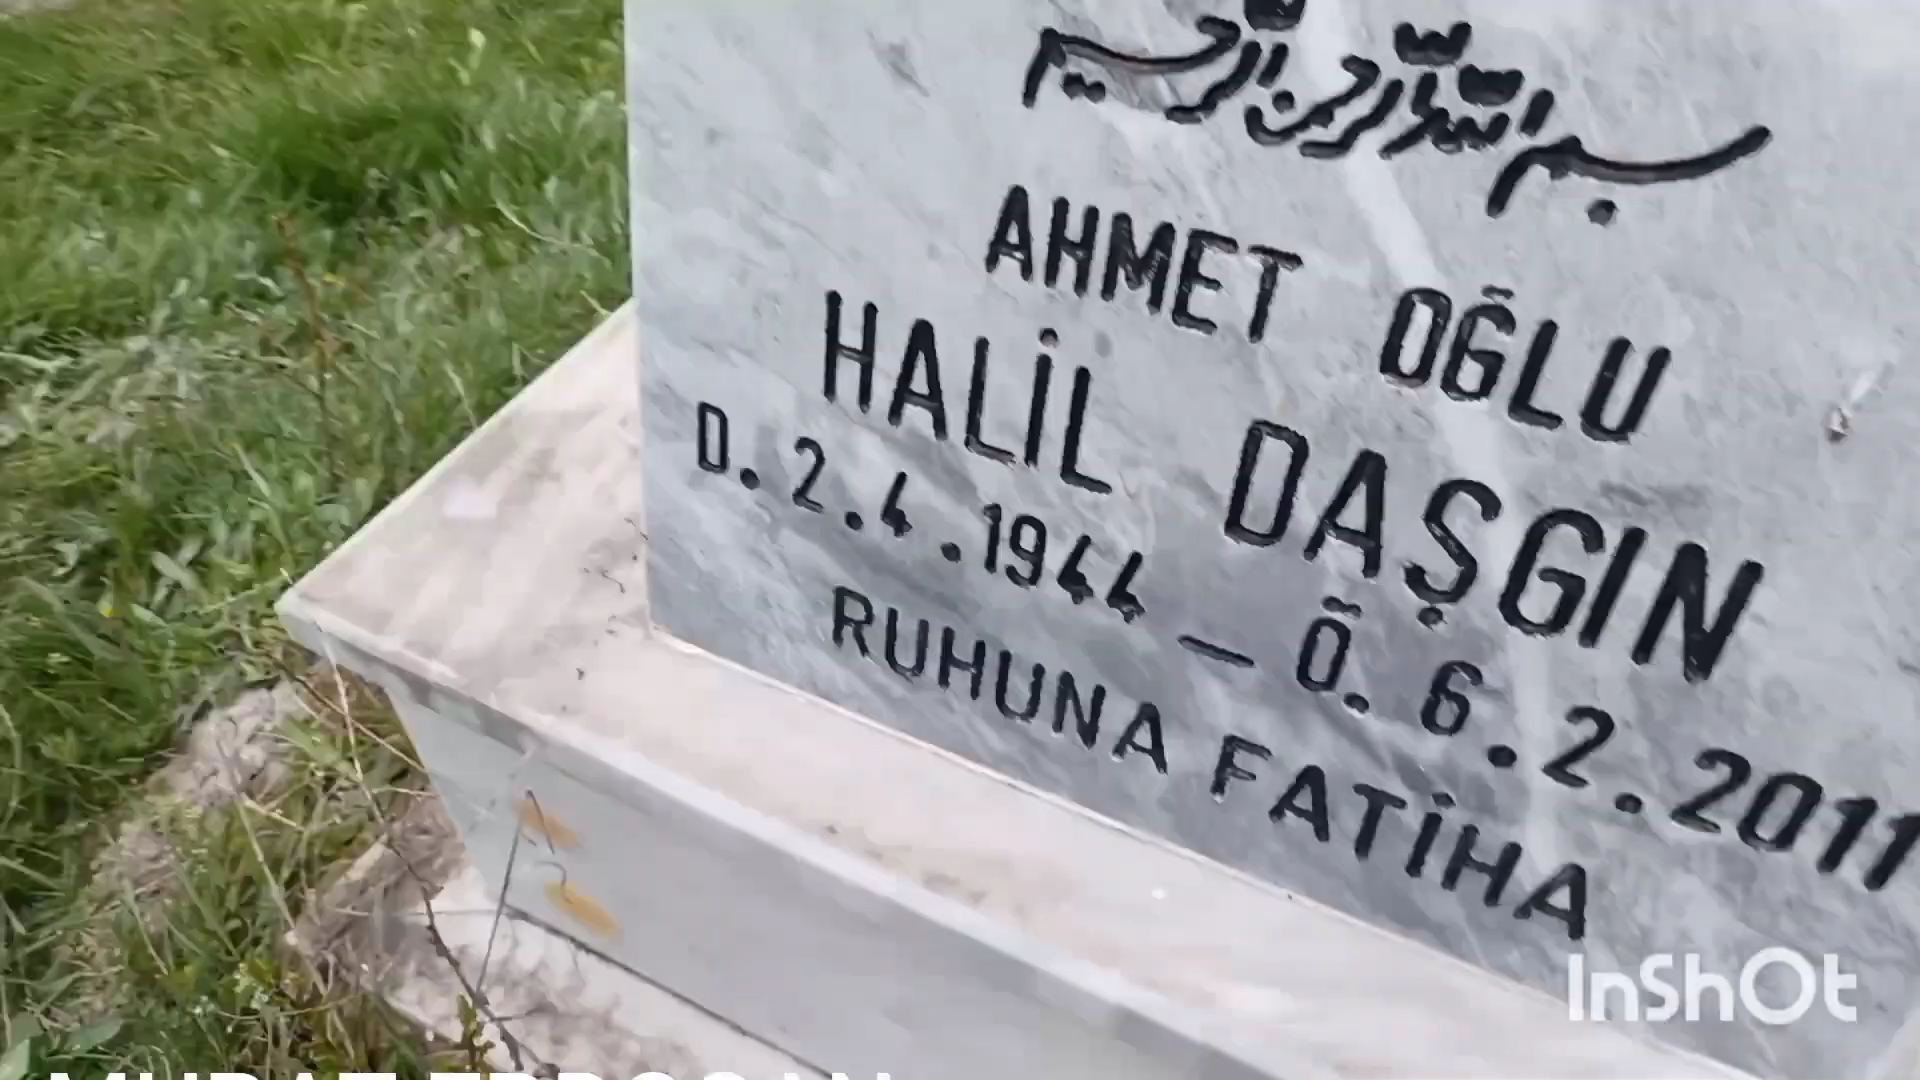 بسم الله الرحمن الرحيم
AHMET OĞLU
HALİL DAŞGIN
D.2.4.1944 – Ö.6.2.2011
RUHUNA FATİHA
InShOt